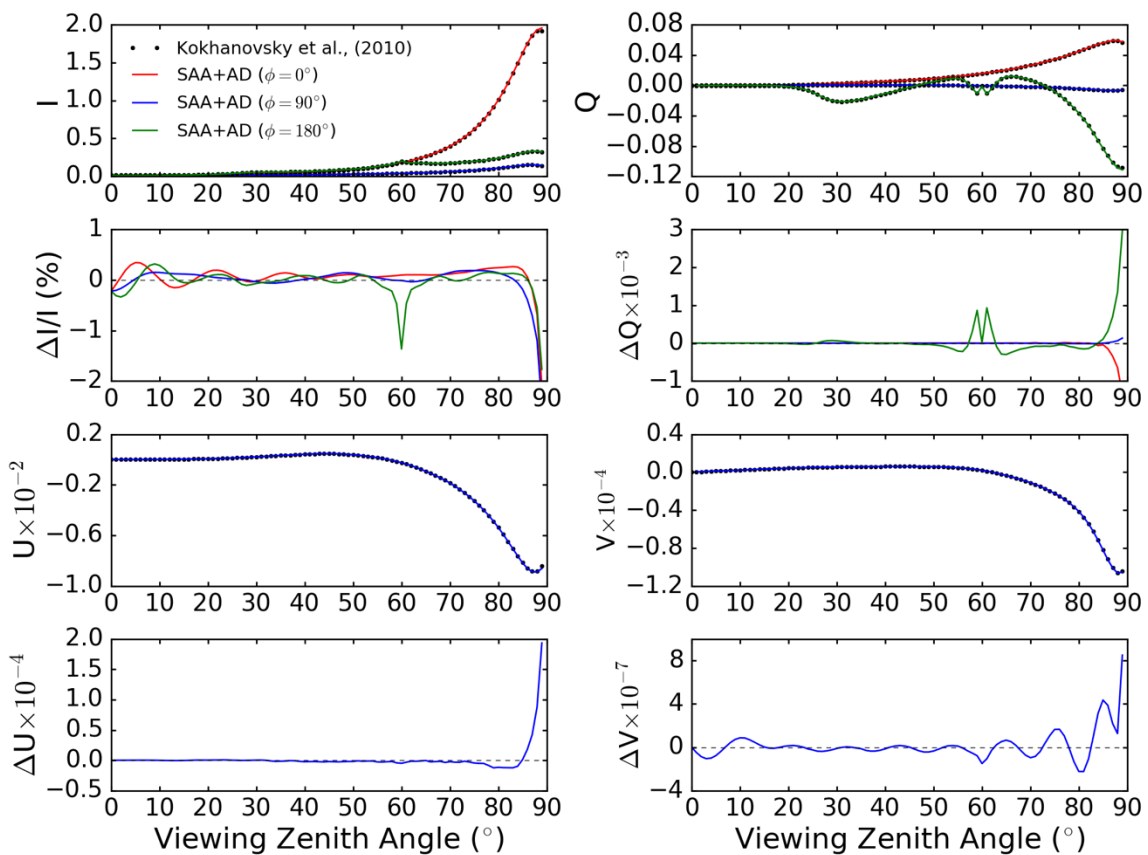 I
2.0
1.5
1.0
0.5
0.0
Kokhanovsky et al., (2010)
SAA+AD (ϕ=0°)
SAA+AD (ϕ=90°)
SAA+AD (ϕ=180°)
0 10 20 30 40 50 60 70 80 90
Q
0.08
0.04
0.00
−0.04
−0.08
−0.12
0 10 20 30 40 50 60 70 80 90
ΔI/I (%)
1
0
−1
−2
0 10 20 30 40 50 60 70 80 90
ΔQ×10⁻³
3
2
1
0
−1
0 10 20 30 40 50 60 70 80 90
U×10⁻²
0.2
−0.2
−0.6
−1.0
0 10 20 30 40 50 60 70 80 90
V×10⁻⁴
0.4
0.0
−0.4
−0.8
−1.2
0 10 20 30 40 50 60 70 80 90
ΔU×10⁻⁴
2.0
1.5
1.0
0.5
0.0
−0.5
0 10 20 30 40 50 60 70 80 90
Viewing Zenith Angle (°)
ΔV×10⁻⁷
8
4
0
−4
0 10 20 30 40 50 60 70 80 90
Viewing Zenith Angle (°)